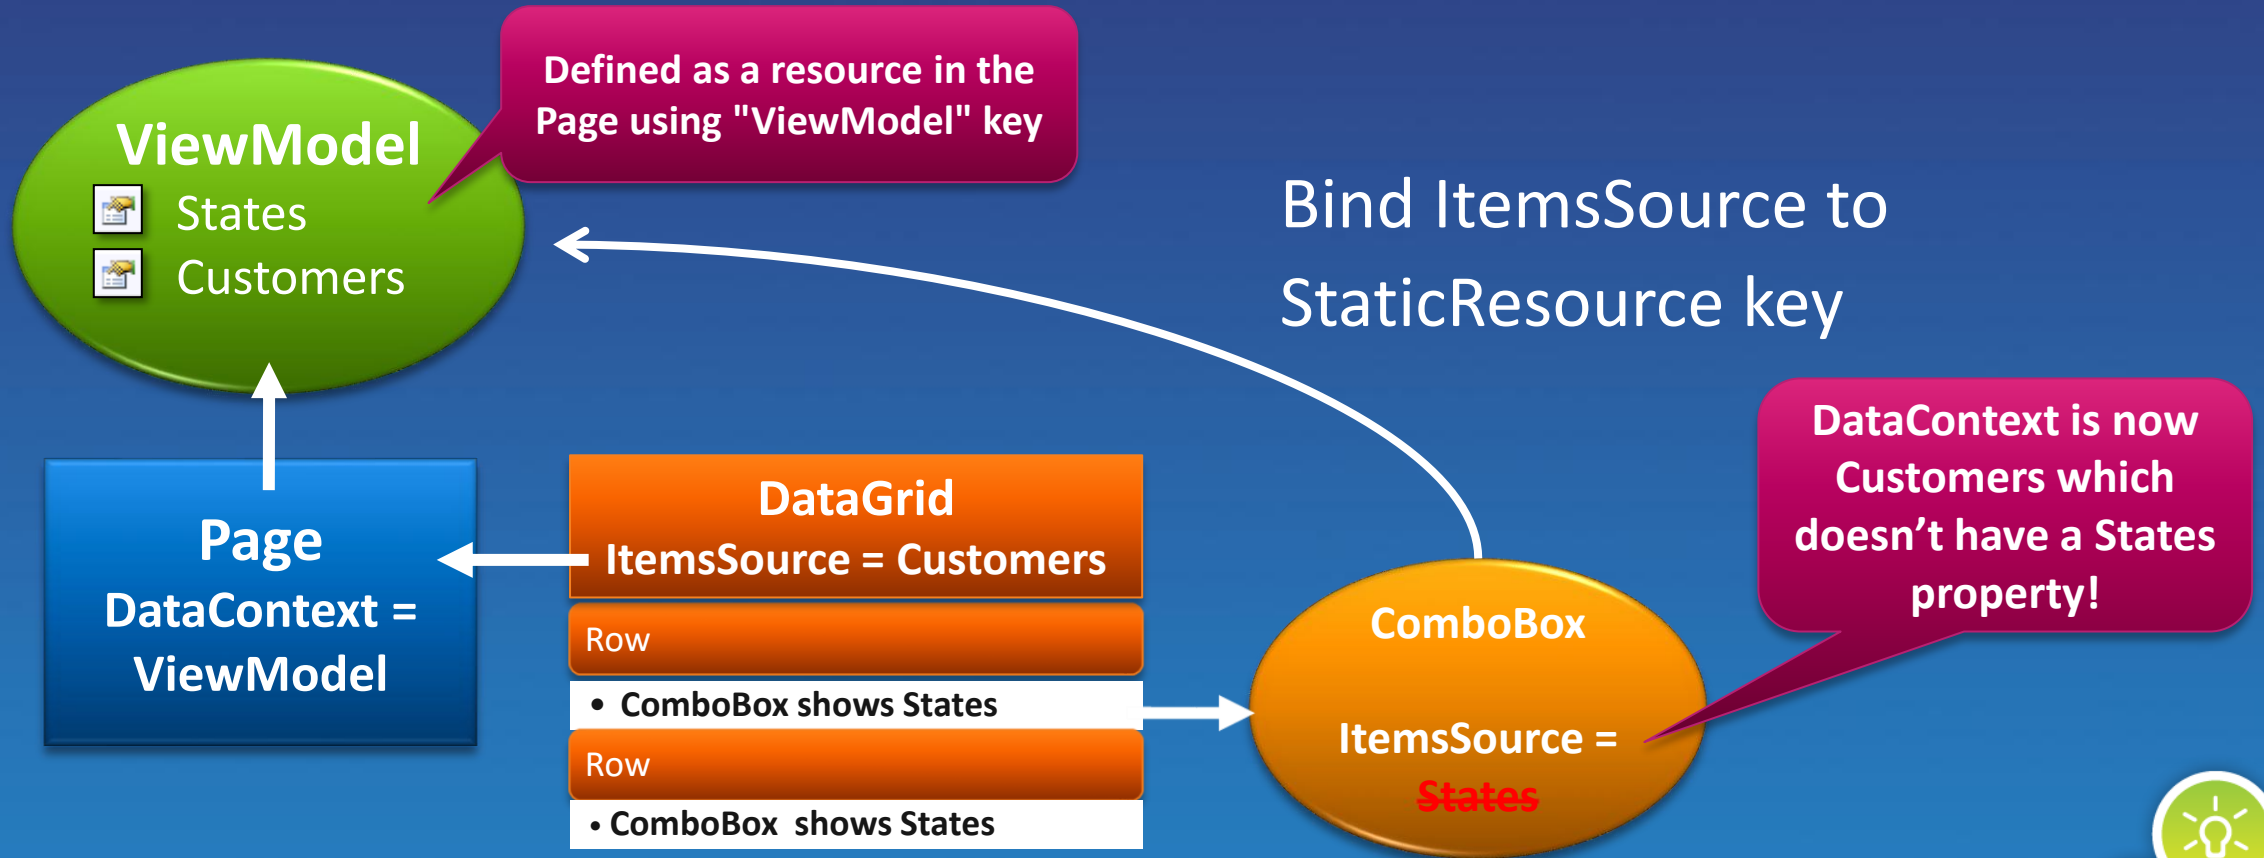 Defined as a resource in the
Page using "ViewModel" key
ViewModel
States
Customers
Bind ItemsSource to
StaticResource key
DataContext is now
Customers which
doesn’t have a States
property!
Page
DataContext =
ViewModel
DataGrid
ItemsSource = Customers
Row
• ComboBox shows States
Row
• ComboBox shows States
ComboBox
ItemsSource =
States